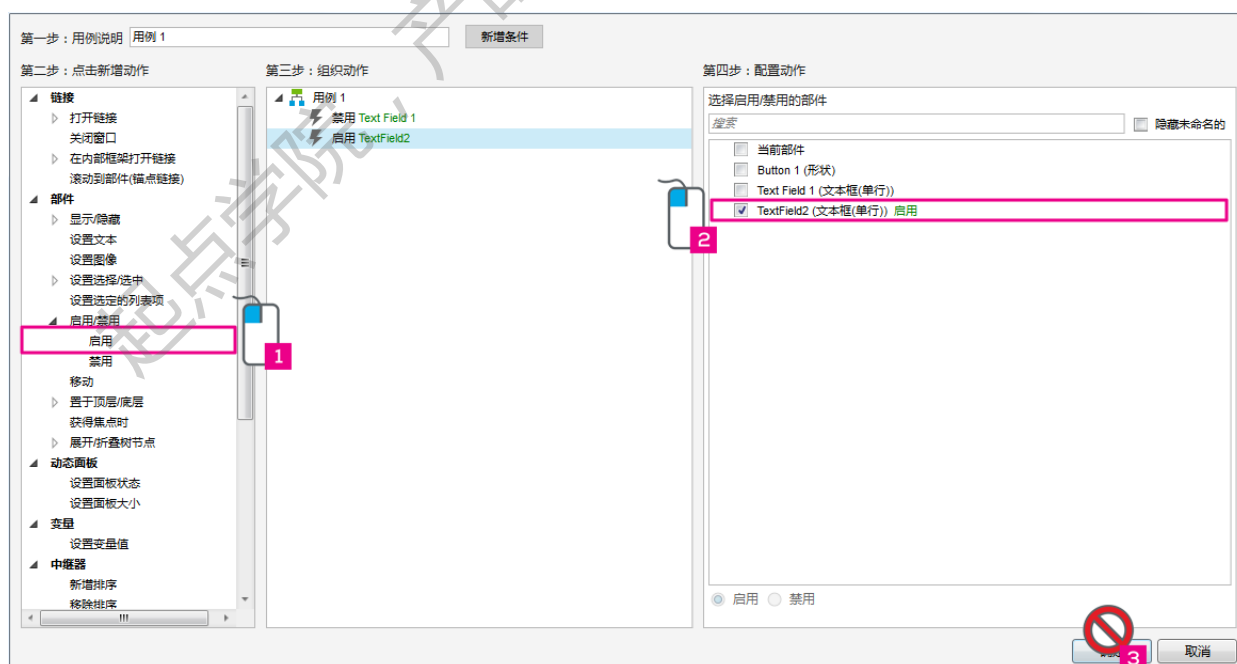 第一步：用例说明 用例 1 新增条件
第二步：点击新增动作
链接
打开链接
关闭窗口
在内部框架打开链接
滚动到部件(锚点链接)
部件
显示/隐藏
设置文本
设置图像
设置选择/选中
设置选定的列表项
启用/禁用
启用
禁用
移动
置于顶层/底层
获得焦点时
展开/折叠树节点
动态面板
设置面板状态
设置面板大小
变量
设置变量值
中继器
新增排序
移除排序
1
第三步：组织动作
用例 1
禁用 Text Field 1
启用 TextField2
第四步：配置动作
选择启用/禁用的部件
搜索 隐藏未命名的
当前部件
Button 1 (形状)
Text Field 1 (文本框(单行))
TextField2 (文本框(单行)) 启用
2
启用 禁用
3
取消
起点学院，产